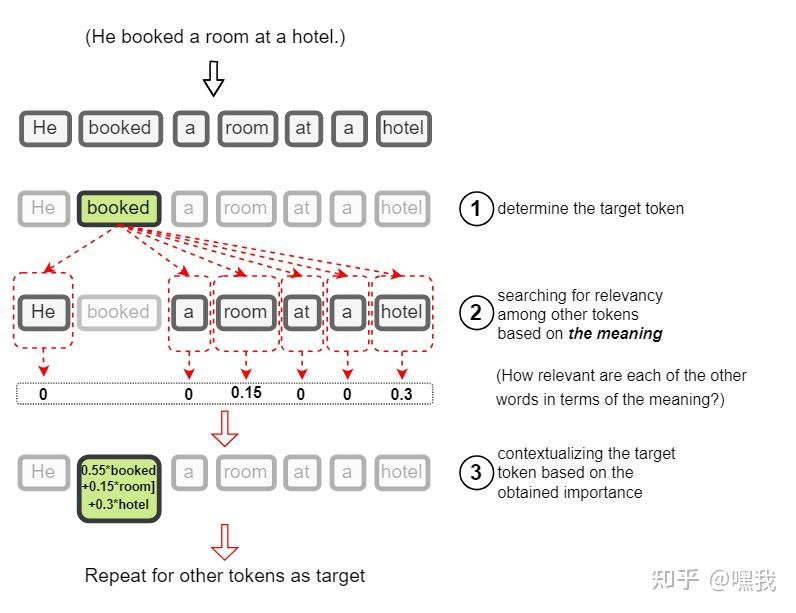 (He booked a room at a hotel.)
He booked a room at a hotel
He booked a room at a hotel
1 determine the target token
He booked a room at a hotel
2 searching for relevancy
among other tokens
based on the meaning
(How relevant are each of the other
words in terms of the meaning?)
0 0 0.15 0 0 0.3
He 0.55*booked
+0.15*room]
+0.3*hotel a room at a hotel
3 contextualizing the target
token based on the
obtained importance
Repeat for other tokens as target
知乎 @嘿我